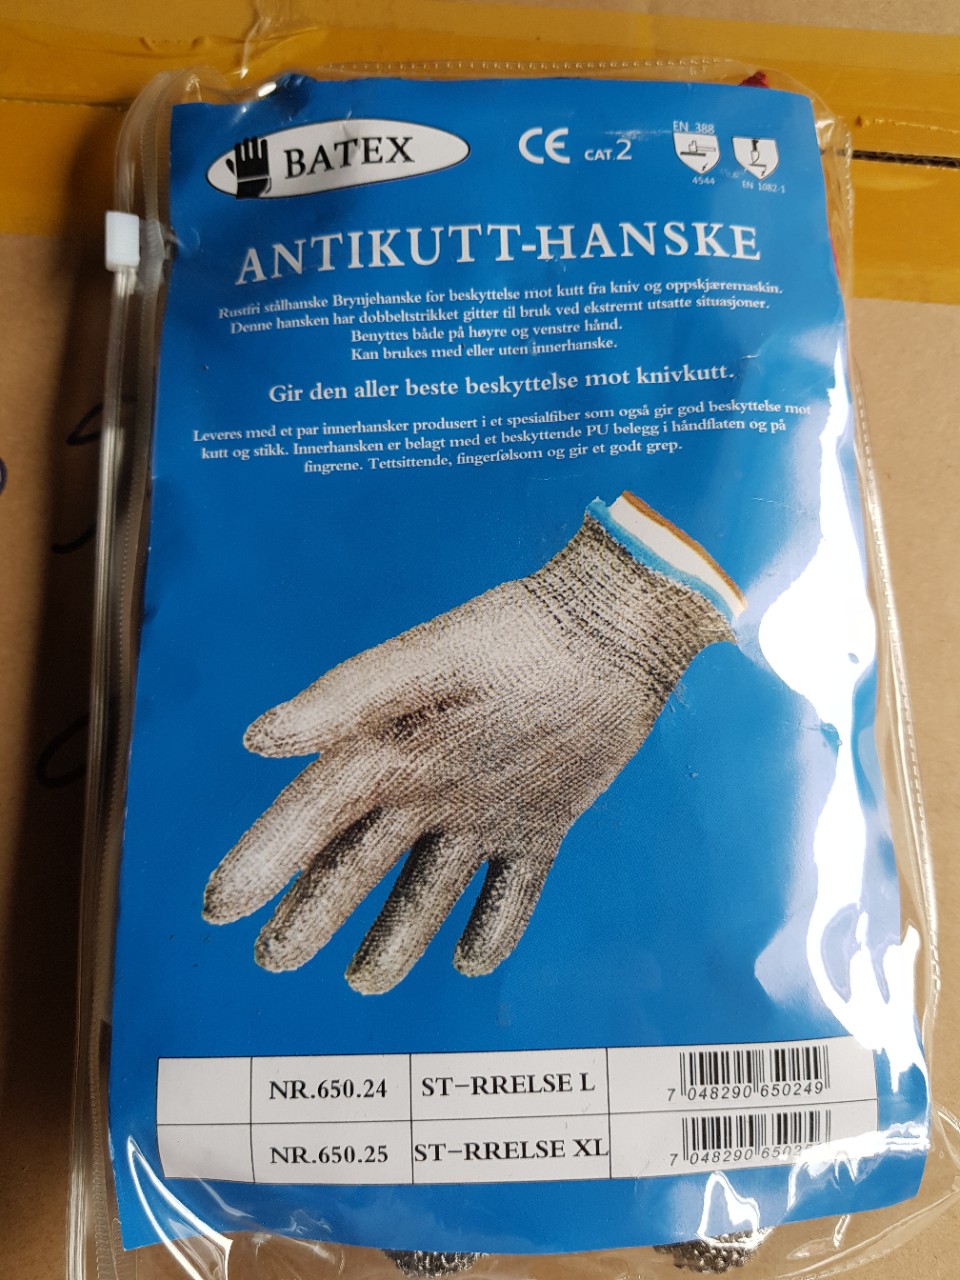 BATEX
CE CAT.2
EN 388
4544
EN 1082-1
ANTIKUTT-HANSKE
Rustfri stålhanske Brynjehanske for beskyttelse mot kutt fra kniv og oppskjæremaskin.
Denne hansken har dobbeltstrikket gitter til bruk ved ekstremt utsatte situasjoner.
Benyttes både på høyre og venstre hånd.
Kan brukes med eller uten innerhanske.
Gir den aller beste beskyttelse mot knivkutt.
Leveres med et par innerhansker produsert i et spesialfiber som også gir god beskyttelse mot
kutt og stikk. Innerhansken er belagt med et beskyttende PU belegg i håndflaten og på
fingrene. Tettsittende, fingerfølsom og gir et godt grep.
NR.650.24 ST-RRELSE L 7 048290 650249
NR.650.25 ST-RRELSE XL 7 048290